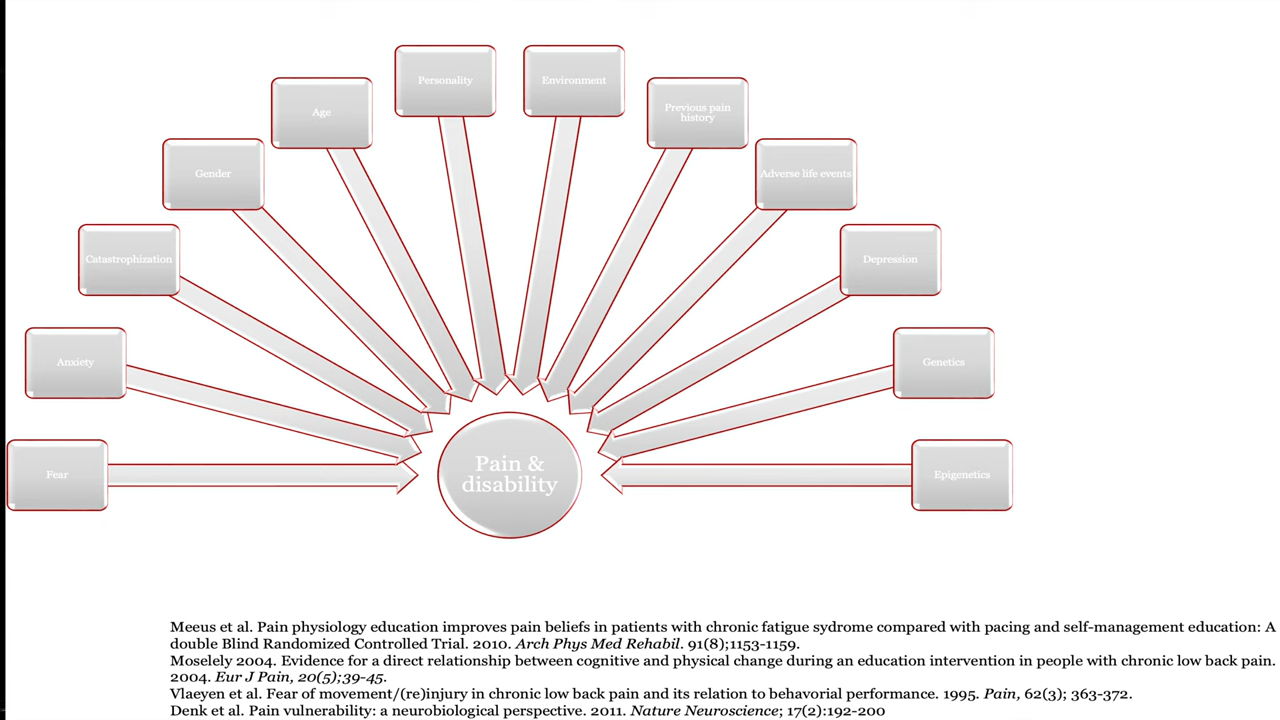 Personality
Environment
Age
Previous pain
history
Gender
Adverse life events
Catastrophization
Depression
Anxiety
Genetics
Fear
Pain &
disability
Epigenetics
Meeus et al. Pain physiology education improves pain beliefs in patients with chronic fatigue sydrome compared with pacing and self-management education: A
double Blind Randomized Controlled Trial. 2010. Arch Phys Med Rehabil. 91(8);1153-1159.
Moselely 2004. Evidence for a direct relationship between cognitive and physical change during an education intervention in people with chronic low back pain.
2004. Eur J Pain, 20(5);39-45.
Vlaeyen et al. Fear of movement/(re)injury in chronic low back pain and its relation to behavorial performance. 1995. Pain, 62(3); 363-372.
Denk et al. Pain vulnerability: a neurobiological perspective. 2011. Nature Neuroscience; 17(2):192-200